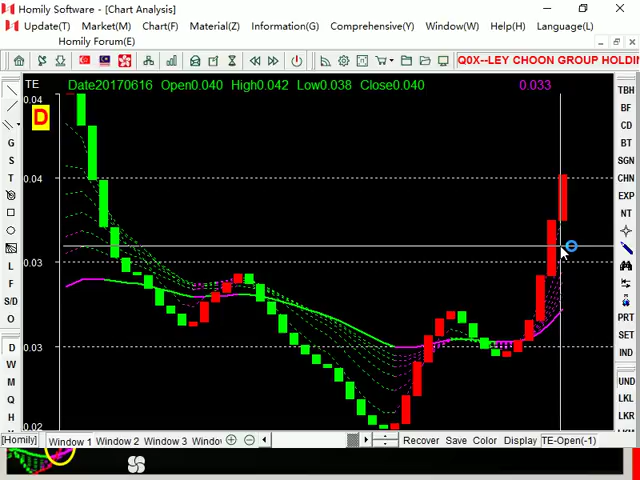 Homily Software - [Chart Analysis]
Update(T) Market(M) Chart(F) Material(Z) Information(G) Comprehensive(Y) Window(W) Help(H) Language(L)
Homily Forum(E)
Q0X--LEY CHOON GROUP HOLDIN
TE Date20170616 Open0.040 High0.042 Low0.038 Close0.040 0.033
TBH
0.04
D
BF
CD
G
BT
S
SGN
T
0.04
CHN
EXP
NT
L
0.03
F
S/D
O
PRT
SET
D
0.03
IND
W
M
UND
Q
LKL
H
LKR
0.02
LKM
[Homily] Window 1 Window 2 Window 3 Windo Recover Save Color Display TE-Open(-1)